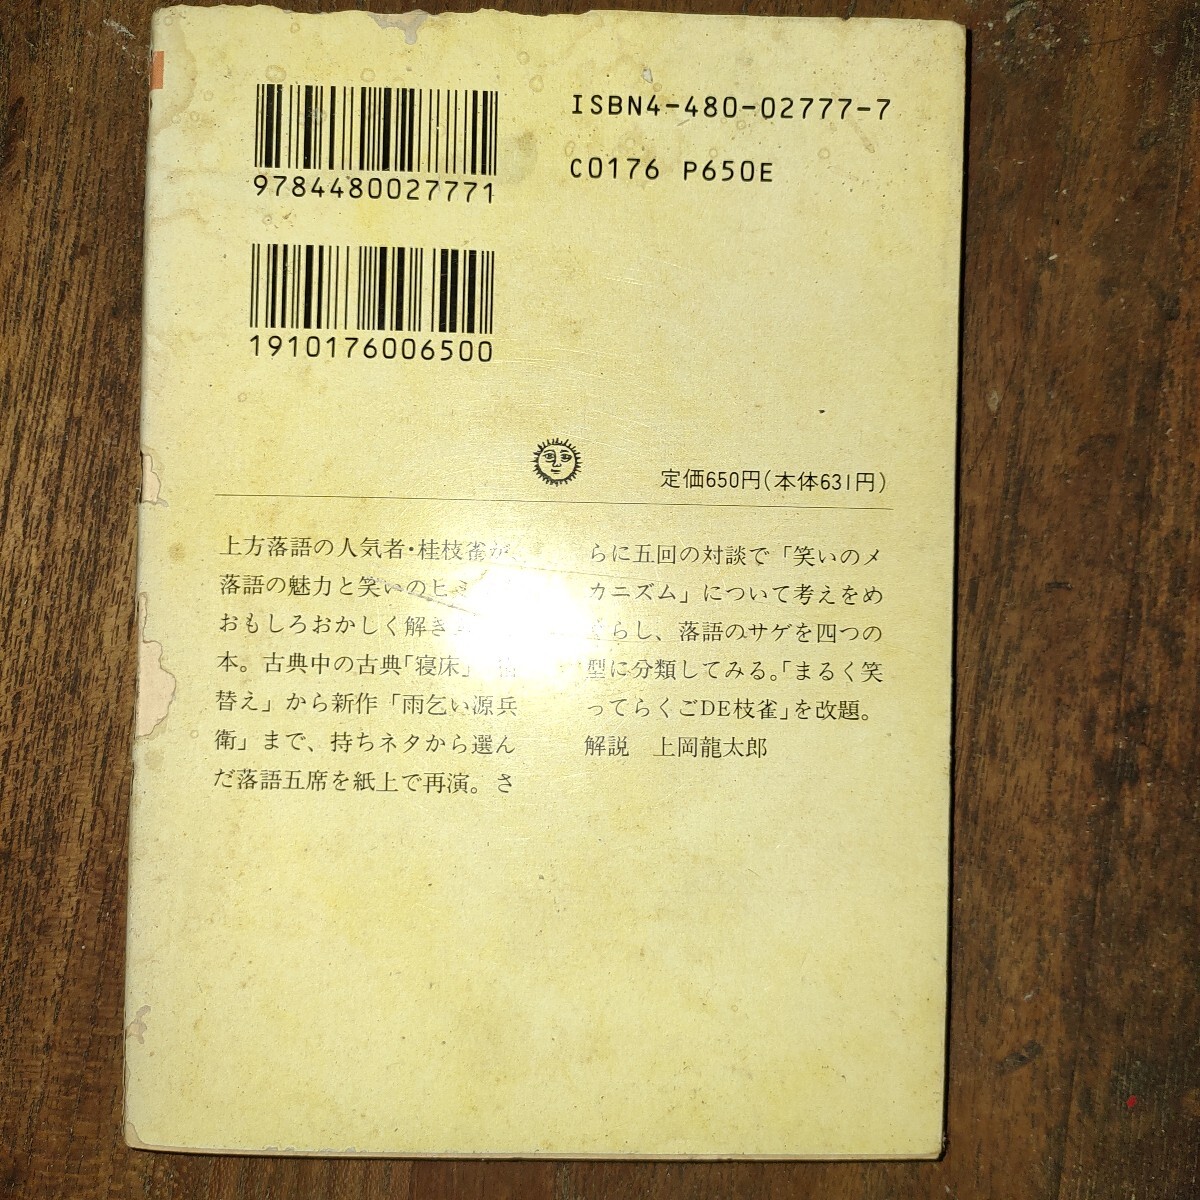 ISBN4-480-02777-7
C0176 P650E
9784480027771
1910176006500
定価650円(本体631円)
上方落語の人気者・桂枝雀が
落語の魅力と笑いのヒミ
おもしろおかしく解き
本。古典中の古典「寝床」
替え」から新作「雨乞い源兵
衛」まで、持ちネタから選ん
だ落語五席を紙上で再演。さ
らに五回の対談で「笑いのメ
カニズム」について考えをめ
ぐらし、落語のサゲを四つの
型に分類してみる。「まるく笑
ってらくごDE枝雀」を改題。
解説 上岡龍太郎